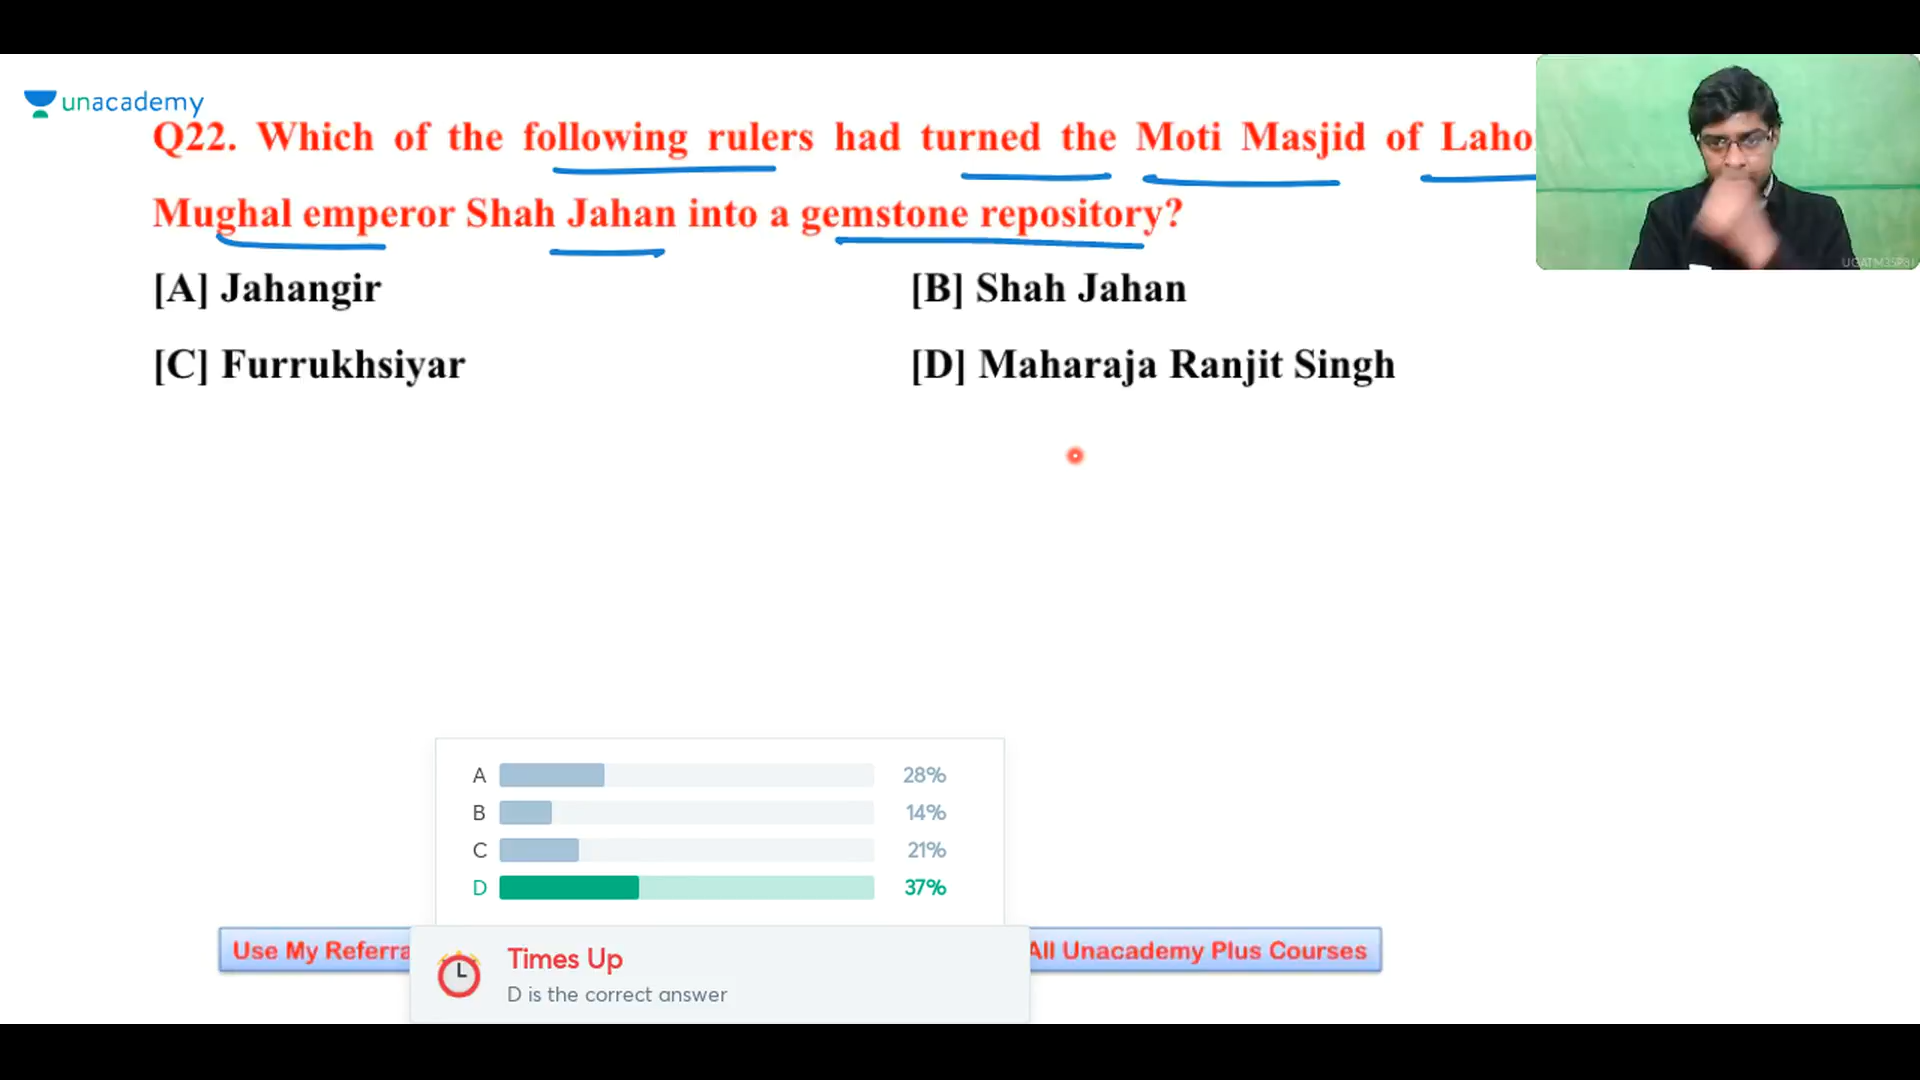 unacademy
Q22. Which of the following rulers had turned the Moti Masjid of
Mughal emperor Shah Jahan into a gemstone repository?
[A] Jahangir
[B] Shah Jahan
[C] Furrukhsiyar
[D] Maharaja Ranjit Singh
A 28%
B 14%
C 21%
D 37%
Use My
All Unacademy Plus Courses
Times Up
D is the correct answer